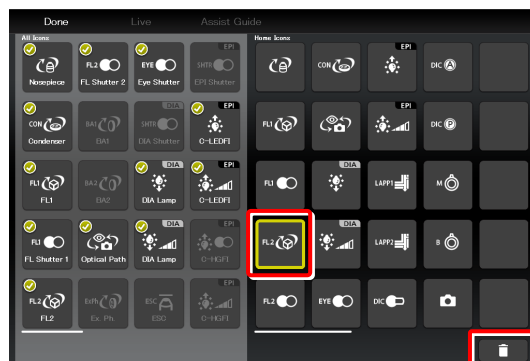 Done Live Assist Guide
All Icons
Nosepiece
FL2
FL Shutter 2
EYE
Eye Shutter
EPI
SHTR
EPI Shutter
CON
Condenser
BA1
BA1
DIA
SHTR
DIA Shutter
EPI
C-LEDFI
FL1
FL1
BA2
BA2
DIA
DIA Lamp
EPI
C-LEDFI
FL1
FL Shutter 1
Optical Path
DIA
DIA Lamp
EPI
C-HGFI
FL2
FL2
ExPh
Ex. Ph.
ESC
ESC
EPI
C-HGFI
Home Icons
CON
EPI
DIC A
FL1
EPI
DIC P
FL1
DIA
LAPP1
M
FL2
DIA
LAPP2
B
FL2
EYE
DIC